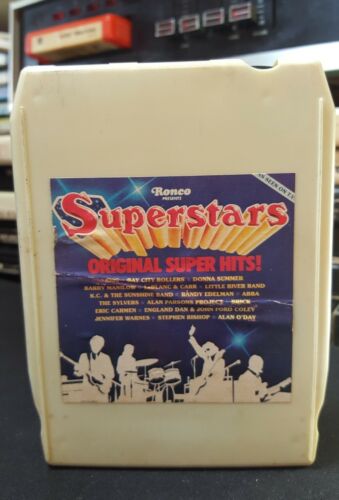 Ronco
PRESENTS
AS SEEN ON T.V.
Superstars
ORIGINAL SUPER HITS!
BAY CITY ROLLERS ☆ DONNA SUMMER
BARRY MANILOW ☆ LeBLANC & CARR ☆ LITTLE RIVER BAND
K.C. & THE SUNSHINE BAND ☆ RANDY EDELMAN ☆ ABBA
THE SYLVERS ☆ ALAN PARSONS PROJECT ☆ BRICK
ERIC CARMEN ☆ ENGLAND DAN & JOHN FORD COLEY
JENNIFER WARNES ☆ STEPHEN BISHOP ☆ ALAN O'DAY